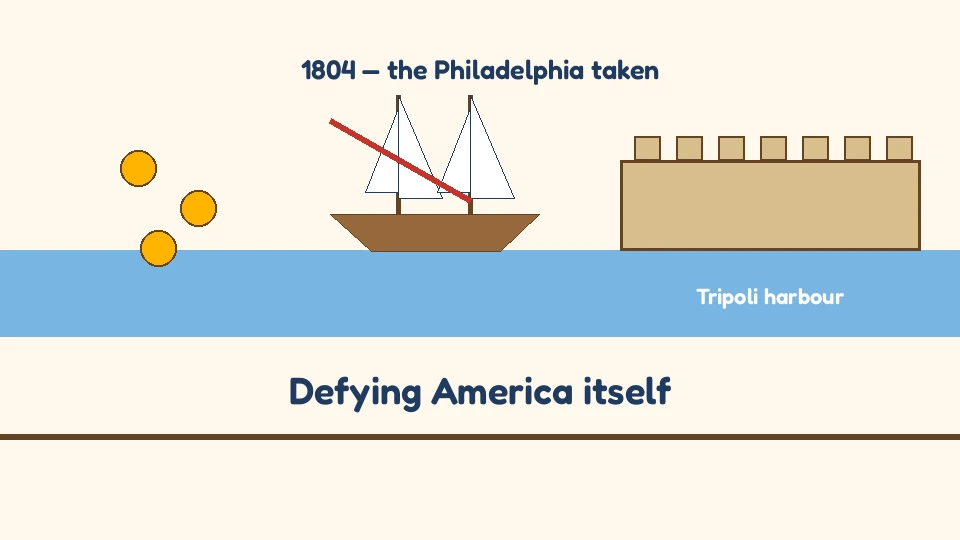 1804 – the Philadelphia taken
Tripoli harbour
Defying America itself